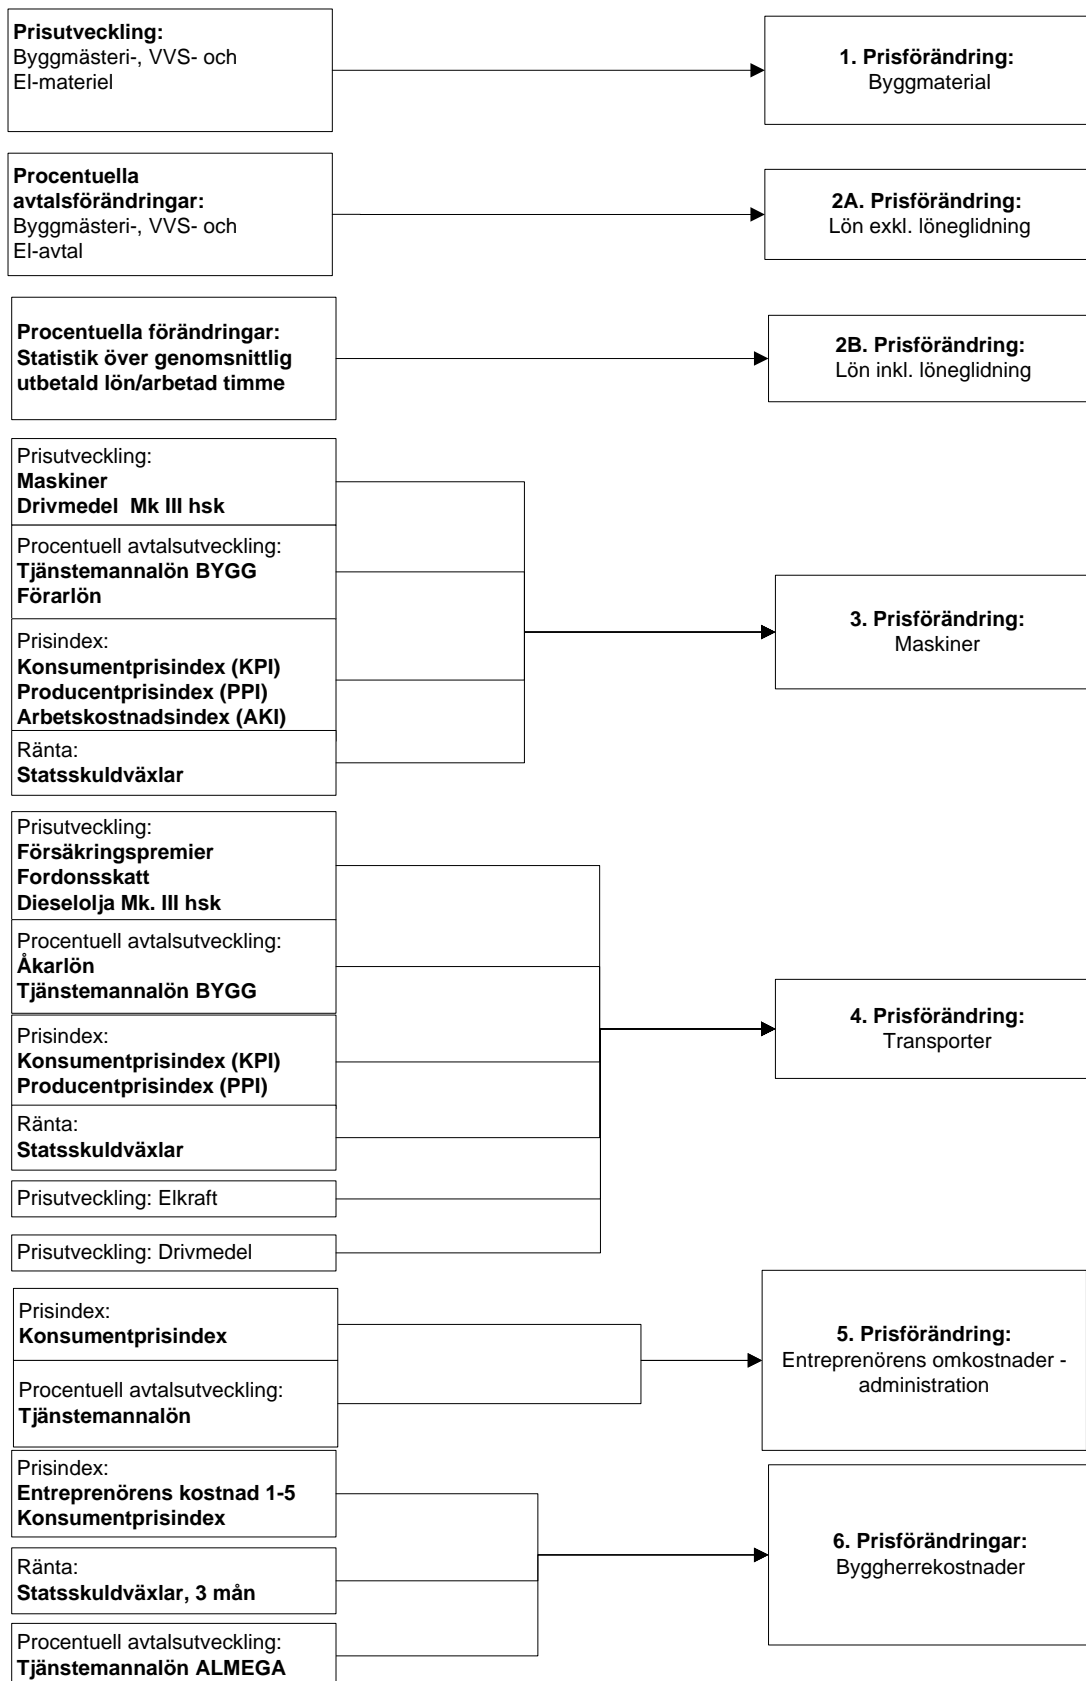 Prisutveckling:
Byggmästeri-, VVS- och
El-materiel
1. Prisförändring:
Byggmaterial
Procentuella
avtalsförändringar:
Byggmästeri-, VVS- och
El-avtal
2A. Prisförändring:
Lön exkl. löneglidning
Procentuella förändringar:
Statistik över genomsnittlig
utbetald lön/arbetad timme
2B. Prisförändring:
Lön inkl. löneglidning
Prisutveckling:
Maskiner
Drivmedel Mk III hsk
Procentuell avtalsutveckling:
Tjänstemannalön BYGG
Förarlön
Prisindex:
Konsumentprisindex (KPI)
Producentprisindex (PPI)
Arbetskostnadsindex (AKI)
Ränta:
Statsskuldväxlar
3. Prisförändring:
Maskiner
Prisutveckling:
Försäkringspremier
Fordonsskatt
Dieselolja Mk. III hsk
Procentuell avtalsutveckling:
Åkarlön
Tjänstemannalön BYGG
Prisindex:
Konsumentprisindex (KPI)
Producentprisindex (PPI)
Ränta:
Statsskuldväxlar
Prisutveckling: Elkraft
Prisutveckling: Drivmedel
4. Prisförändring:
Transporter
Prisindex:
Konsumentprisindex
Procentuell avtalsutveckling:
Tjänstemannalön
5. Prisförändring:
Entreprenörens omkostnader -
administration
Prisindex:
Entreprenörens kostnad 1-5
Konsumentprisindex
Ränta:
Statsskuldväxlar, 3 mån
Procentuell avtalsutveckling:
Tjänstemannalön ALMEGA
6. Prisförändringar:
Byggherrekostnader